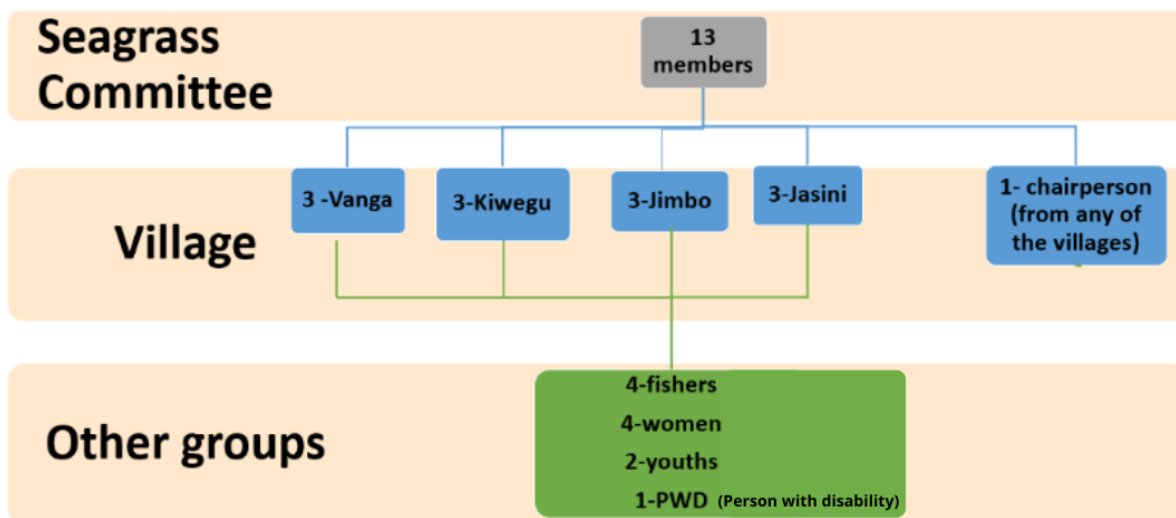 Seagrass
Committee
13
members
3 -Vanga
3-Kiwegu
3-Jimbo
3-Jasini
1- chairperson
(from any of
the villages)
Village
Other groups
4-fishers
4-women
2-youths
1-PWD (Person with disability)